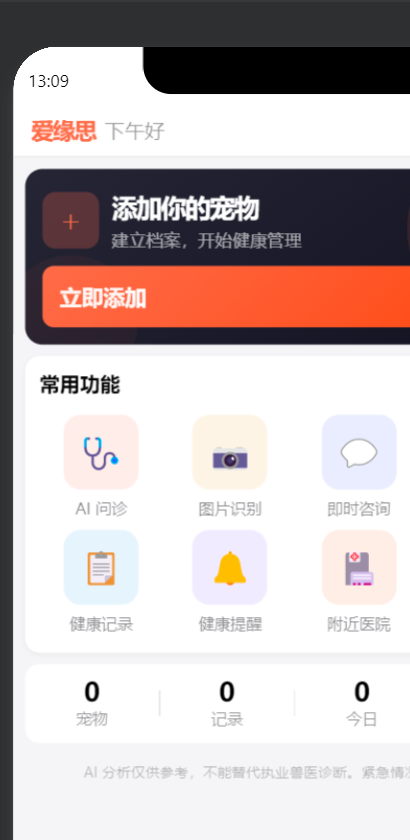 13:09
爱缘思 下午好
+
添加你的宠物
建立档案，开始健康管理
立即添加
常用功能
AI 问诊 图片识别 即时咨询
健康记录 健康提醒 附近医院
0 0 0
宠物 记录 今日
AI 分析仅供参考，不能替代执业兽医诊断。紧急情